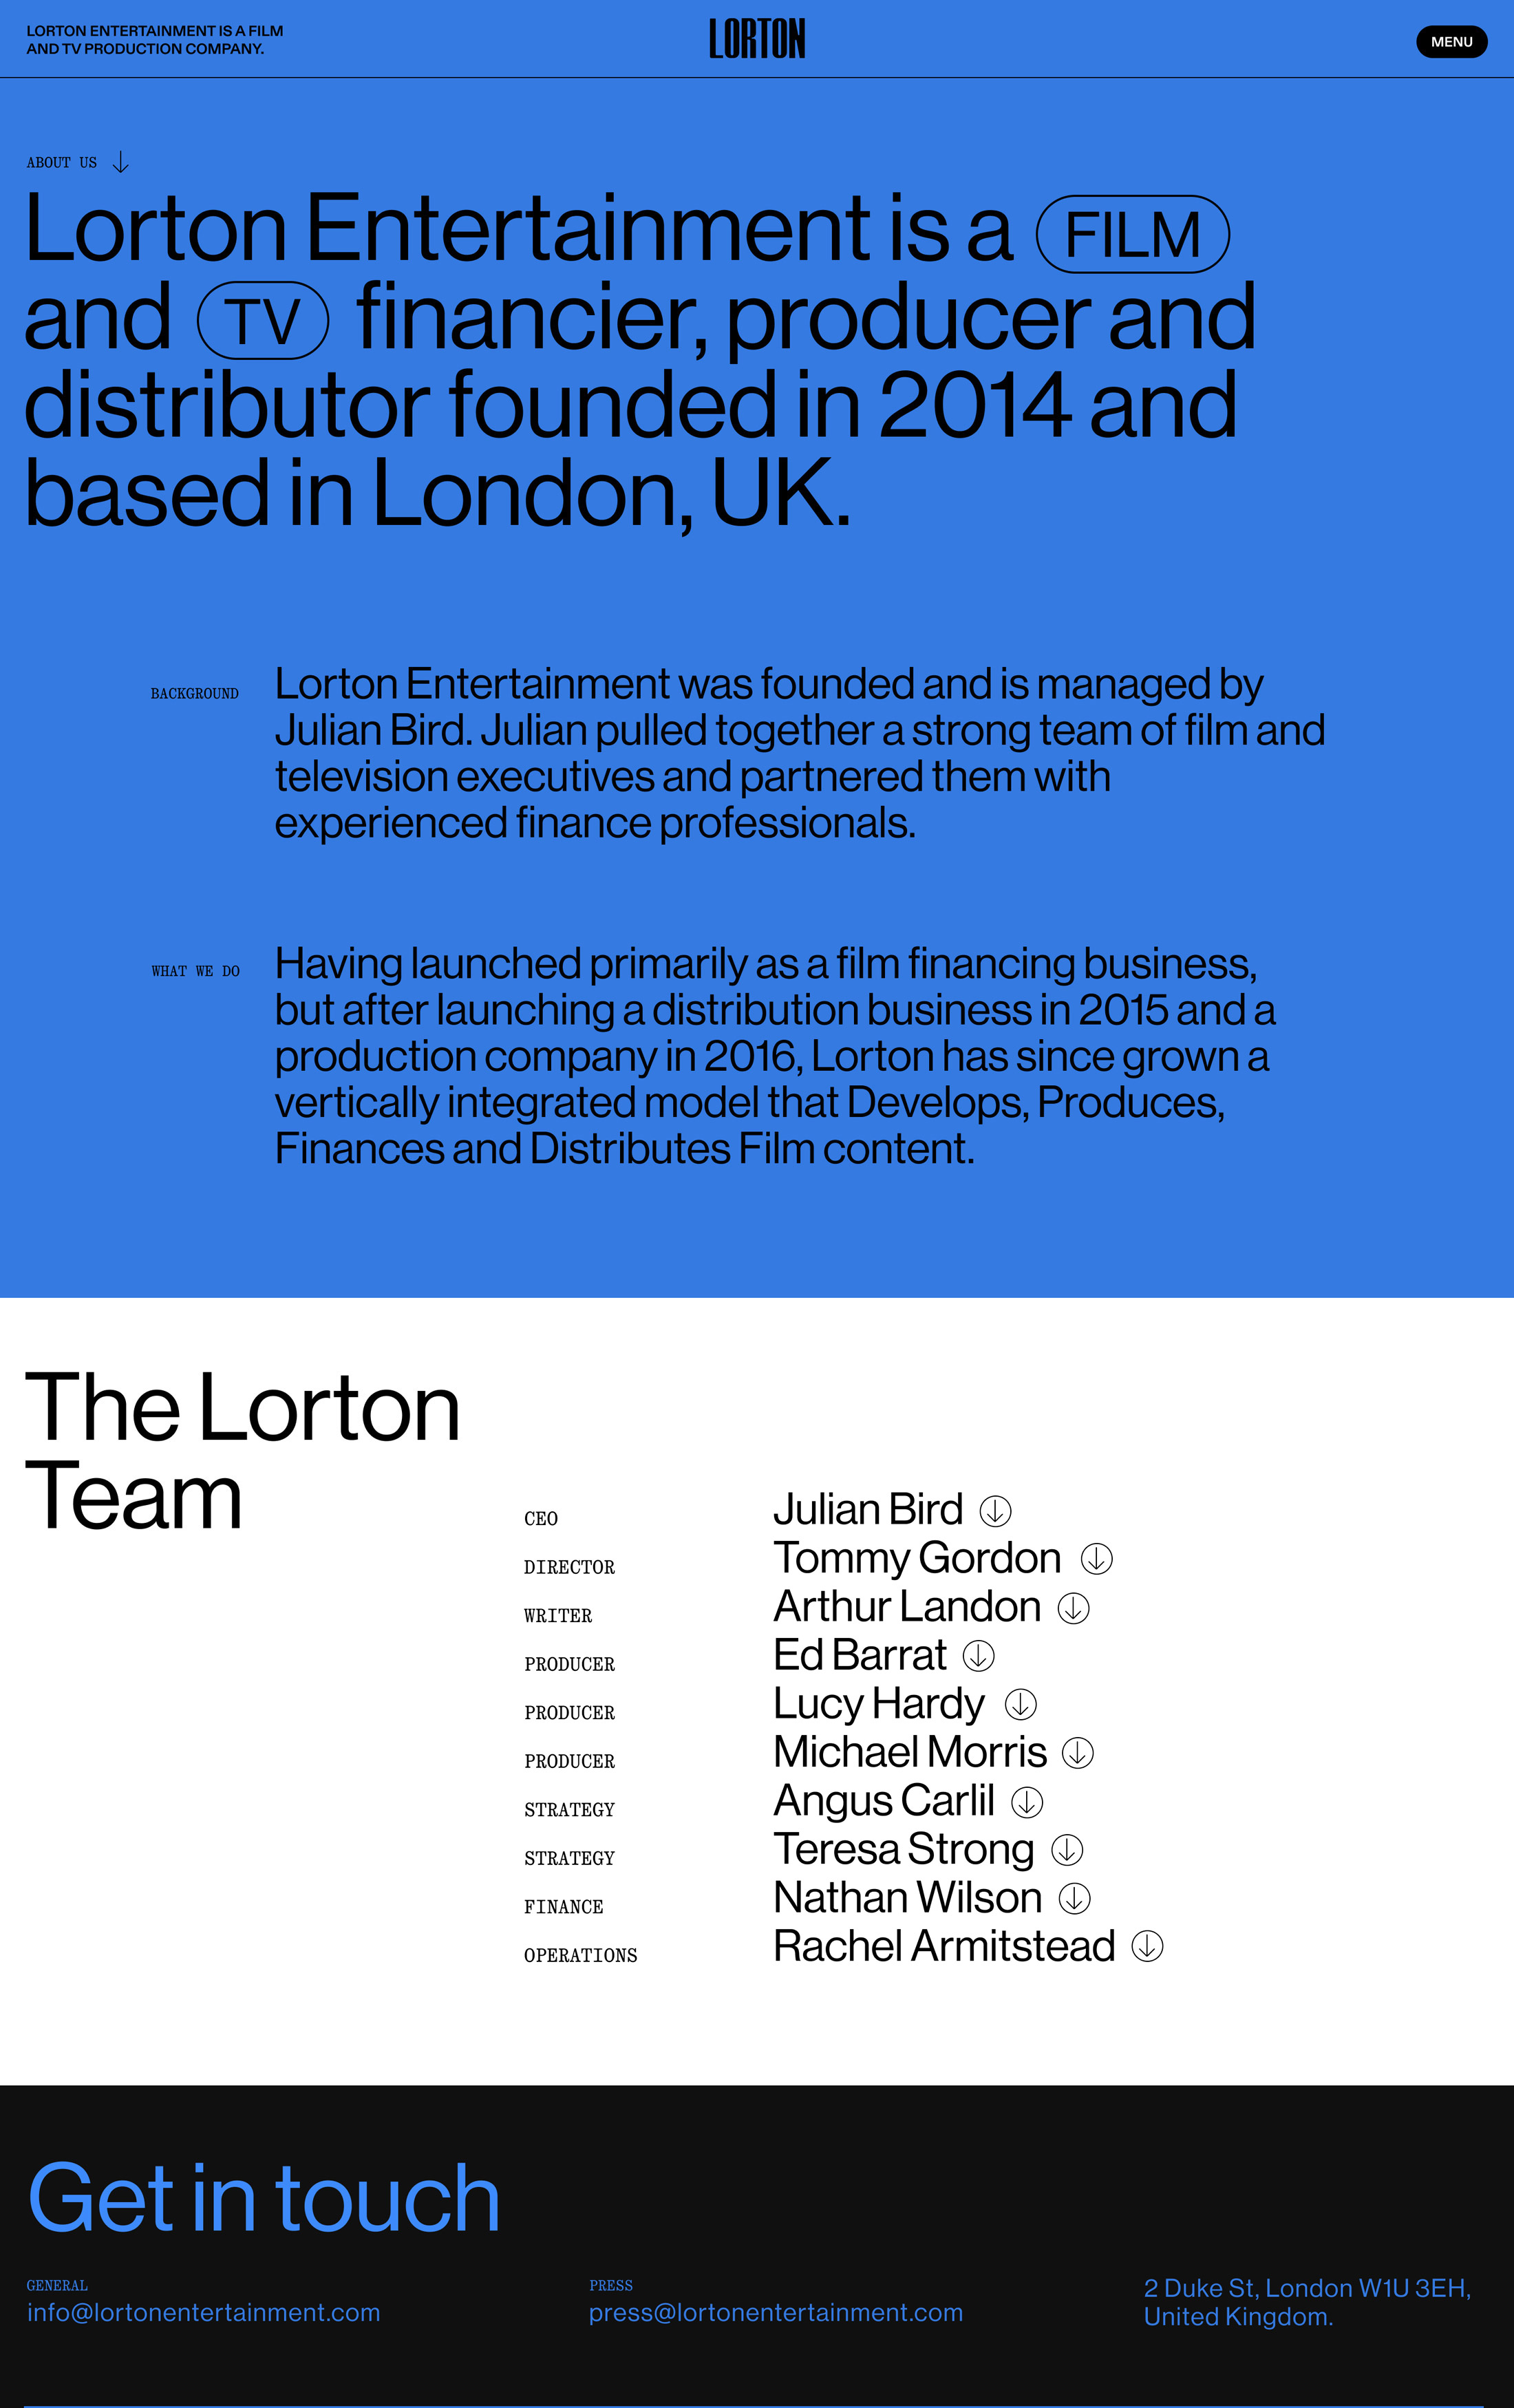 LORTON ENTERTAINMENT IS A FILM
AND TV PRODUCTION COMPANY.
LORTON
MENU
ABOUT US
Lorton Entertainment is a FILM
and TV financier, producer and
distributor founded in 2014 and
based in London, UK.
BACKGROUND
Lorton Entertainment was founded and is managed by
Julian Bird. Julian pulled together a strong team of film and
television executives and partnered them with
experienced finance professionals.
WHAT WE DO
Having launched primarily as a film financing business,
but after launching a distribution business in 2015 and a
production company in 2016, Lorton has since grown a
vertically integrated model that Develops, Produces,
Finances and Distributes Film content.
The Lorton
Team
CEO Julian Bird
DIRECTOR Tommy Gordon
WRITER Arthur Landon
PRODUCER Ed Barrat
PRODUCER Lucy Hardy
PRODUCER Michael Morris
STRATEGY Angus Carlil
STRATEGY Teresa Strong
FINANCE Nathan Wilson
OPERATIONS Rachel Armitstead
Get in touch
GENERAL
info@lortonentertainment.com
PRESS
press@lortonentertainment.com
2 Duke St, London W1U 3EH,
United Kingdom.